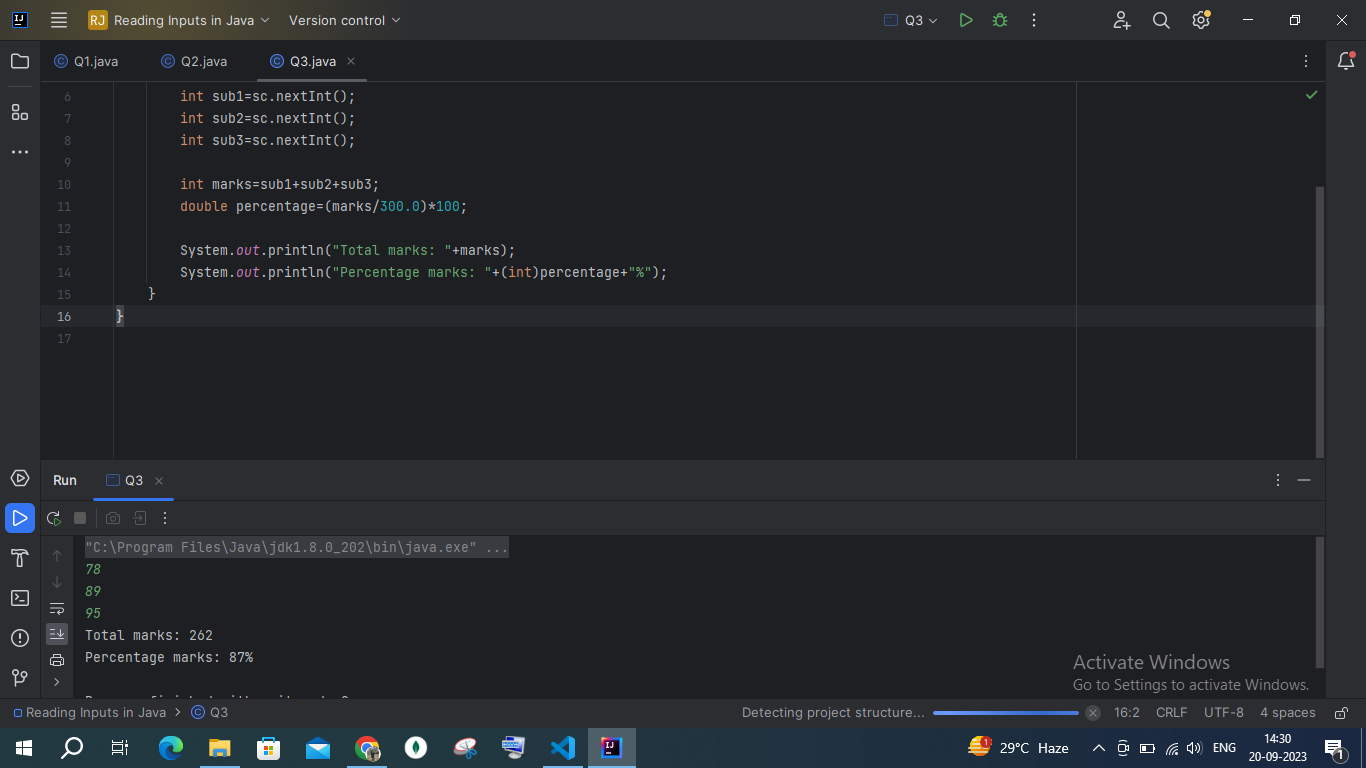 RJ Reading Inputs in Java Version control Q3
Q1.java Q2.java Q3.java
6 int sub1=sc.nextInt();
7 int sub2=sc.nextInt();
8 int sub3=sc.nextInt();
9
10 int marks=sub1+sub2+sub3;
11 double percentage=(marks/300.0)*100;
12
13 System.out.println("Total marks: "+marks);
14 System.out.println("Percentage marks: "+(int)percentage+"%");
15 }
16 }
17
Run Q3
"C:\Program Files\Java\jdk1.8.0_202\bin\java.exe" ...
78
89
95
Total marks: 262
Percentage marks: 87%
Activate Windows
Go to Settings to activate Windows.
Reading Inputs in Java > Q3 Detecting project structure... 16:2 CRLF UTF-8 4 spaces
1 29°C Haze ENG 14:30
20-09-2023 1